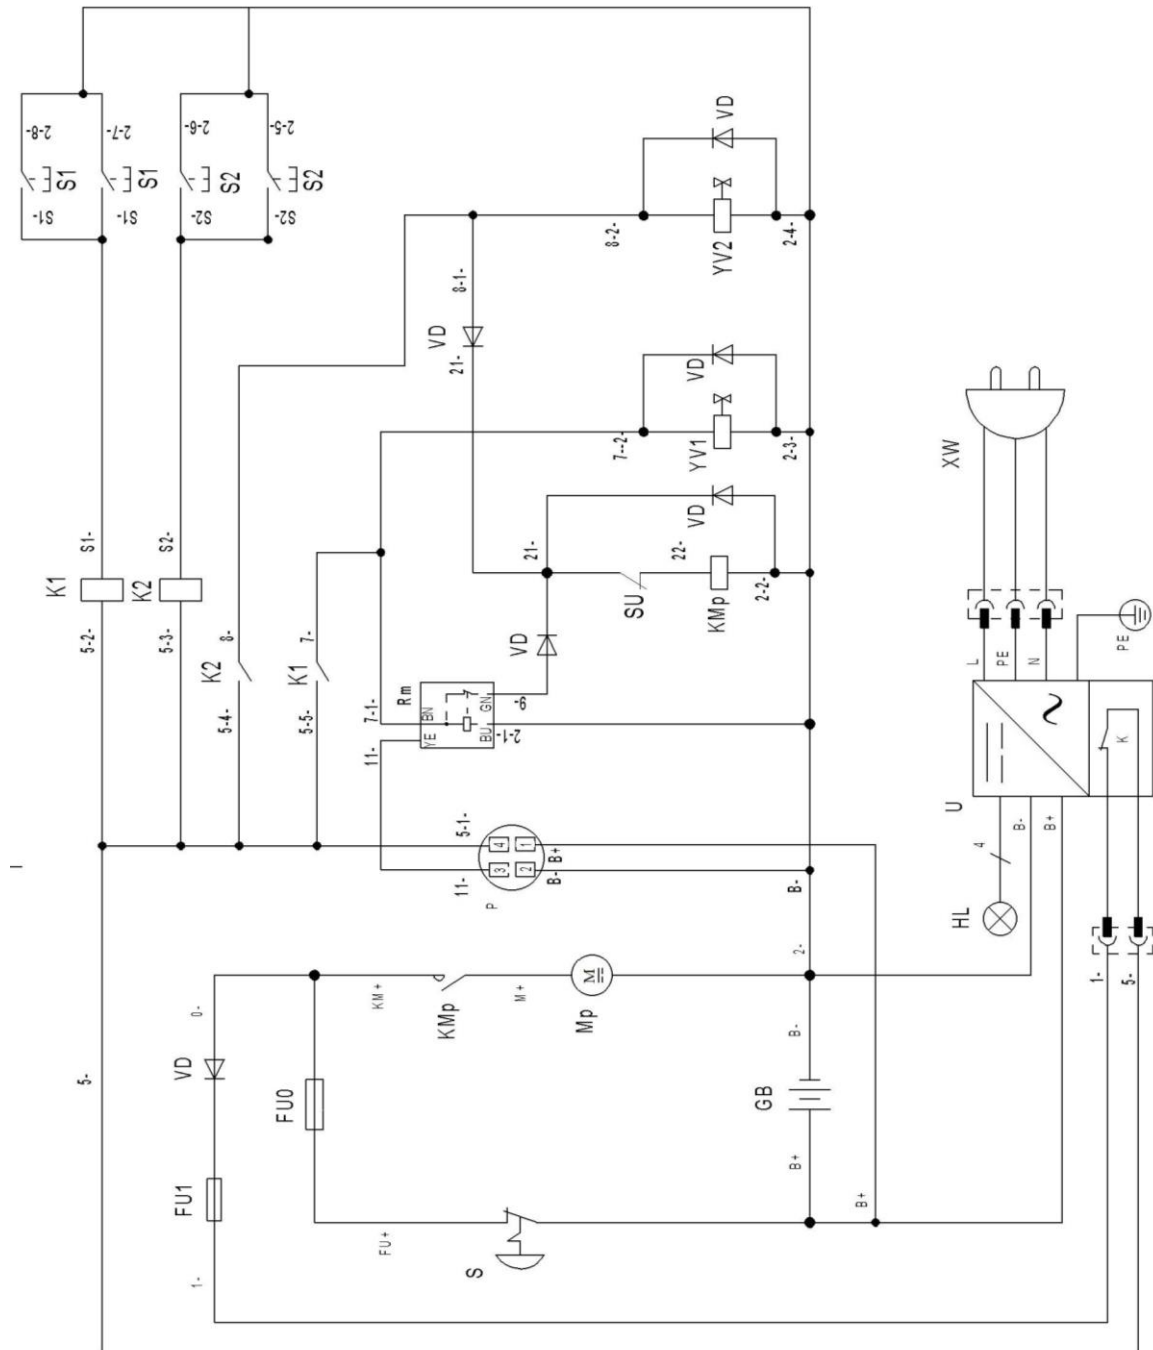 2-8-
2-7-
2-6-
2-5-
S1
S1
S2
S2
S1-
S1-
S2-
S2-
VD
8-2-
YV2
2-4-
8-1-
VD
21-
VD
7--2-
YV1
2-3-
VD
XW
K1
S1-
K2
S2-
21-
22-
SU
KMp
2-2-
5-2-
5-3-
8-
K2
7-
K1
VD
L
PE
N
PE
Rm
7-1-
BN
YE
GN
BU
9-
2-1-
11-
5-4-
5-5-
K
U
5-1-
4
1
3
2
B+
B-
11-
P
B-
4
B-
B+
HL
I
KM+
KMp
M+
M
Mp
2-
1-
5-
0-
VD
FU0
B-
GB
B+
B+
5-
FU1
FU+
S
1-